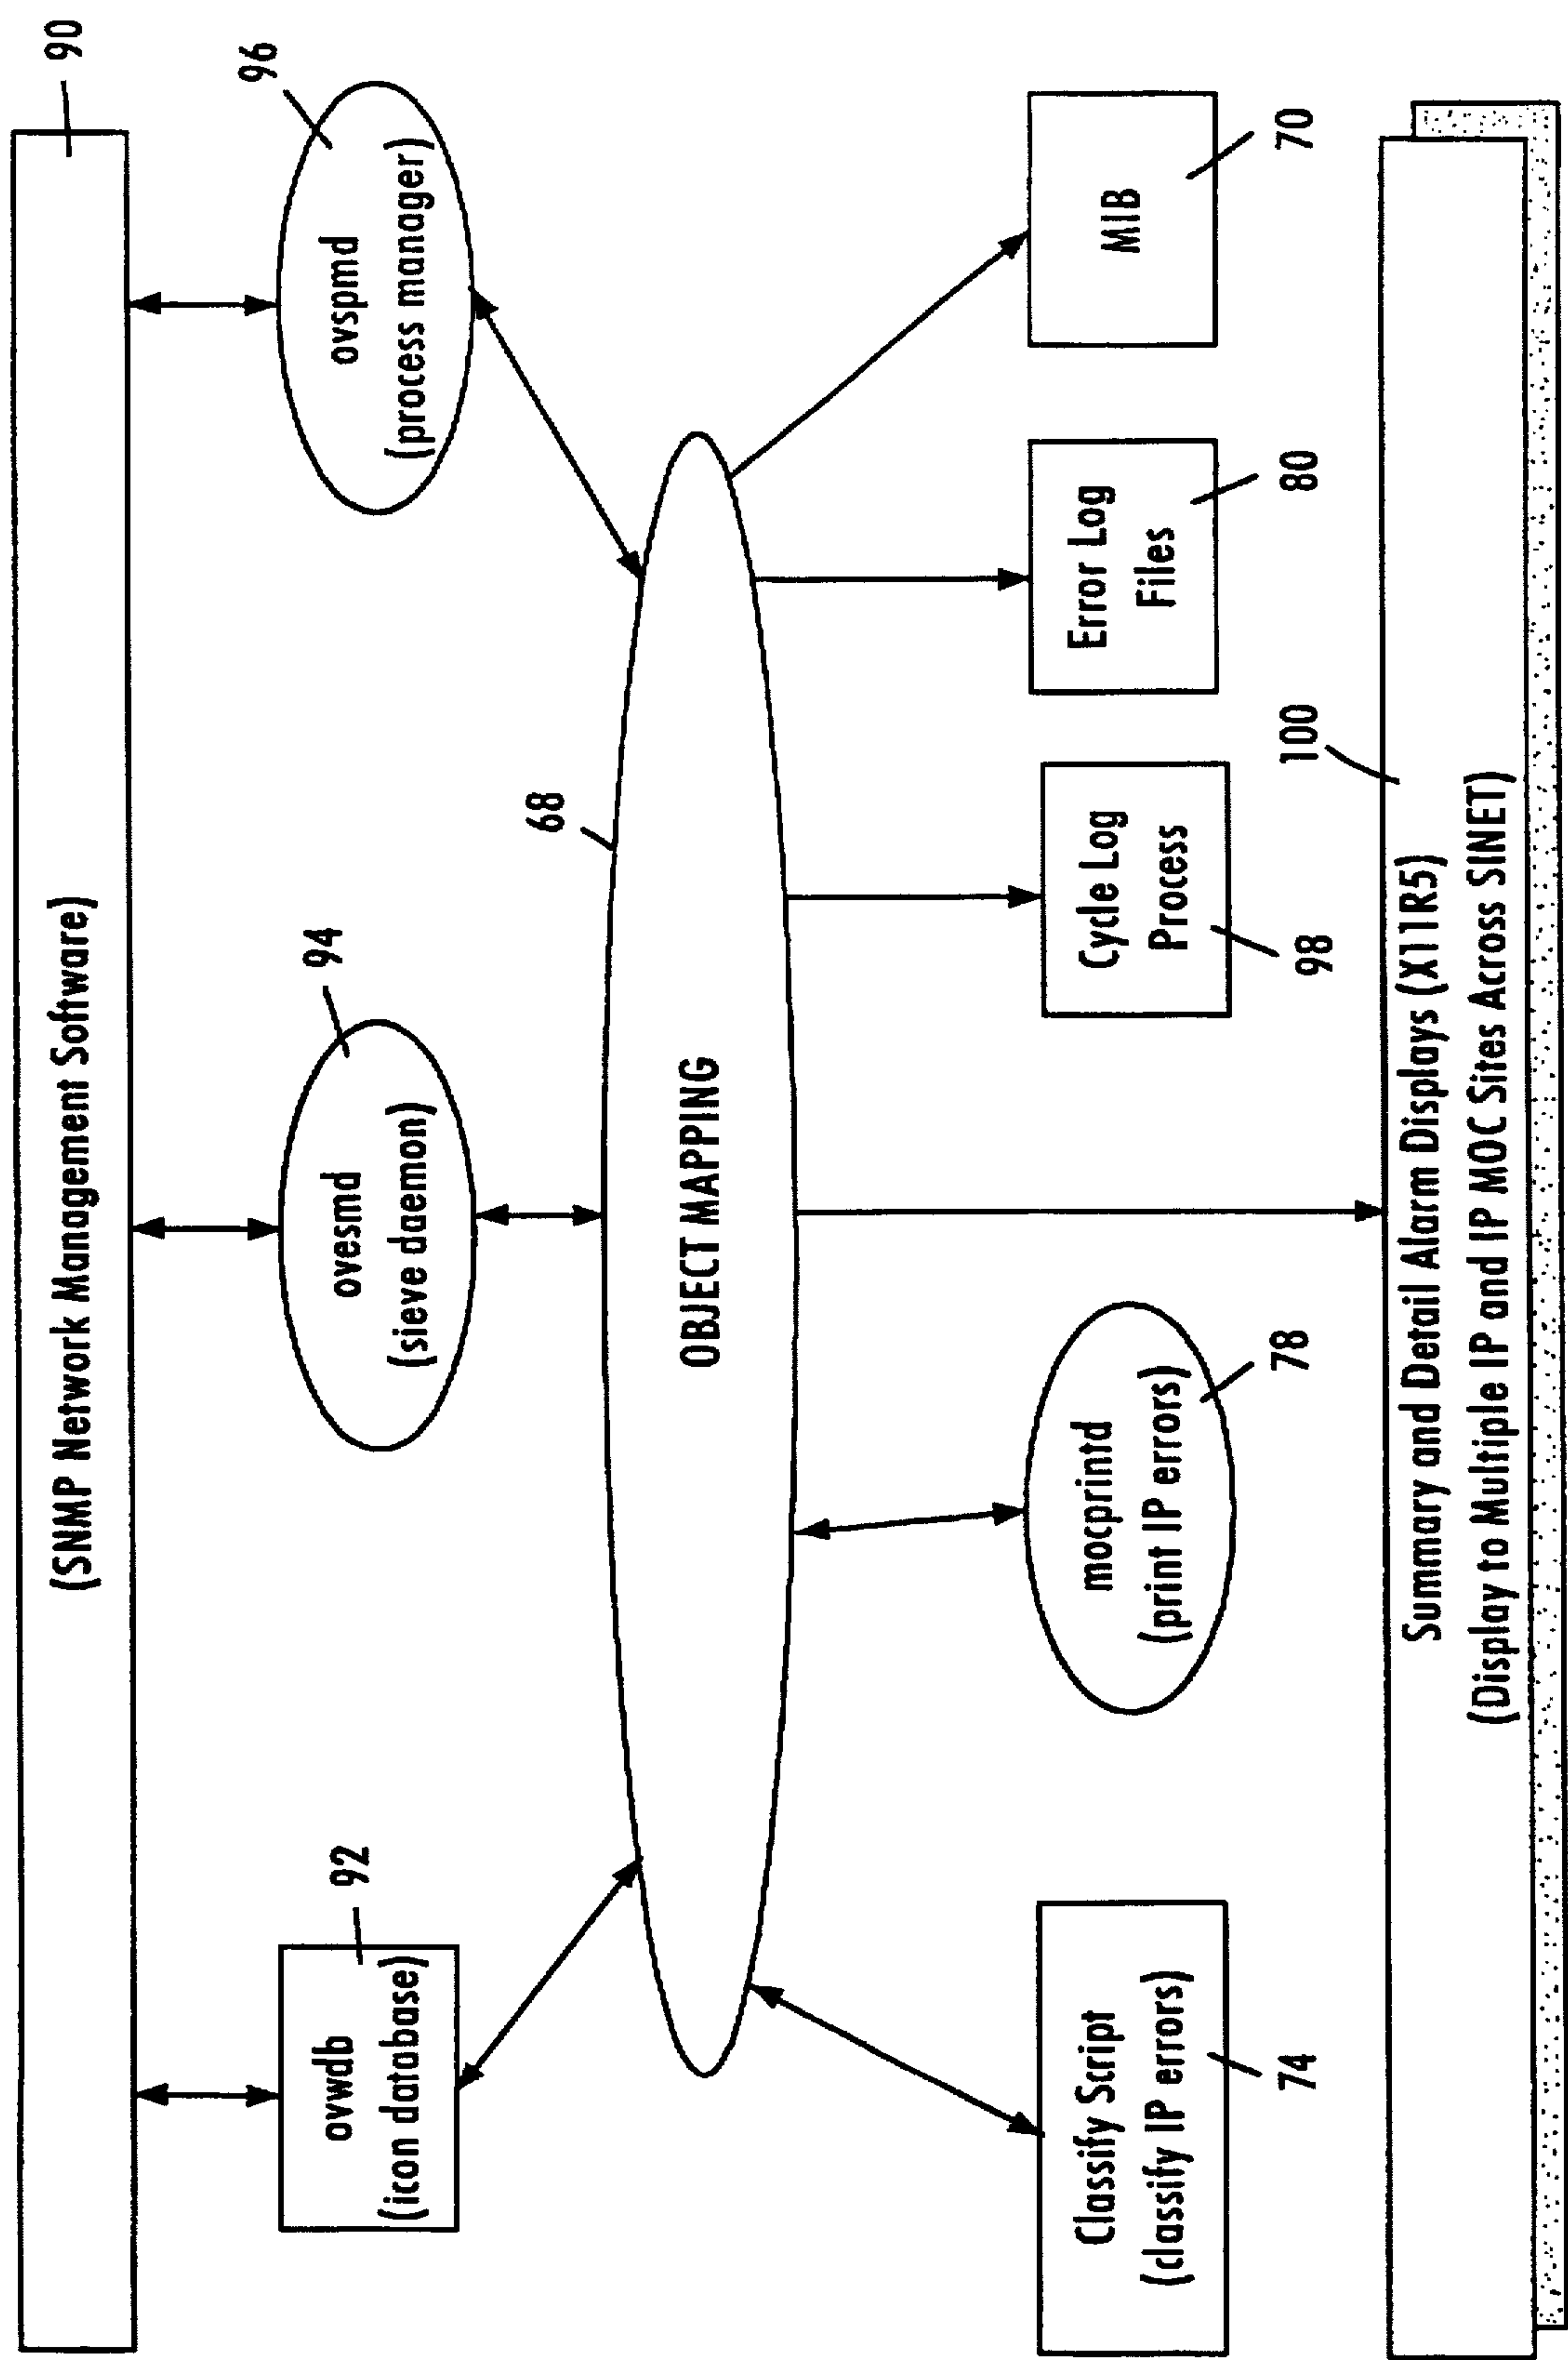 90
(SNMP Network Management Software)
92
ovwdb
(icon database)
94
ovesmd
(sieve daemon)
96
ovspmd
(process manager)
68
OBJECT MAPPING
Classify Script
(classify IP errors)
74
mocprintd
(print IP errors)
78
Cycle Log
Process
98
Error Log
Files
80
MIB
70
100
Summary and Detail Alarm Displays (X11R5)
(Display to Multiple IP and IP MOC Sites Across SINET)